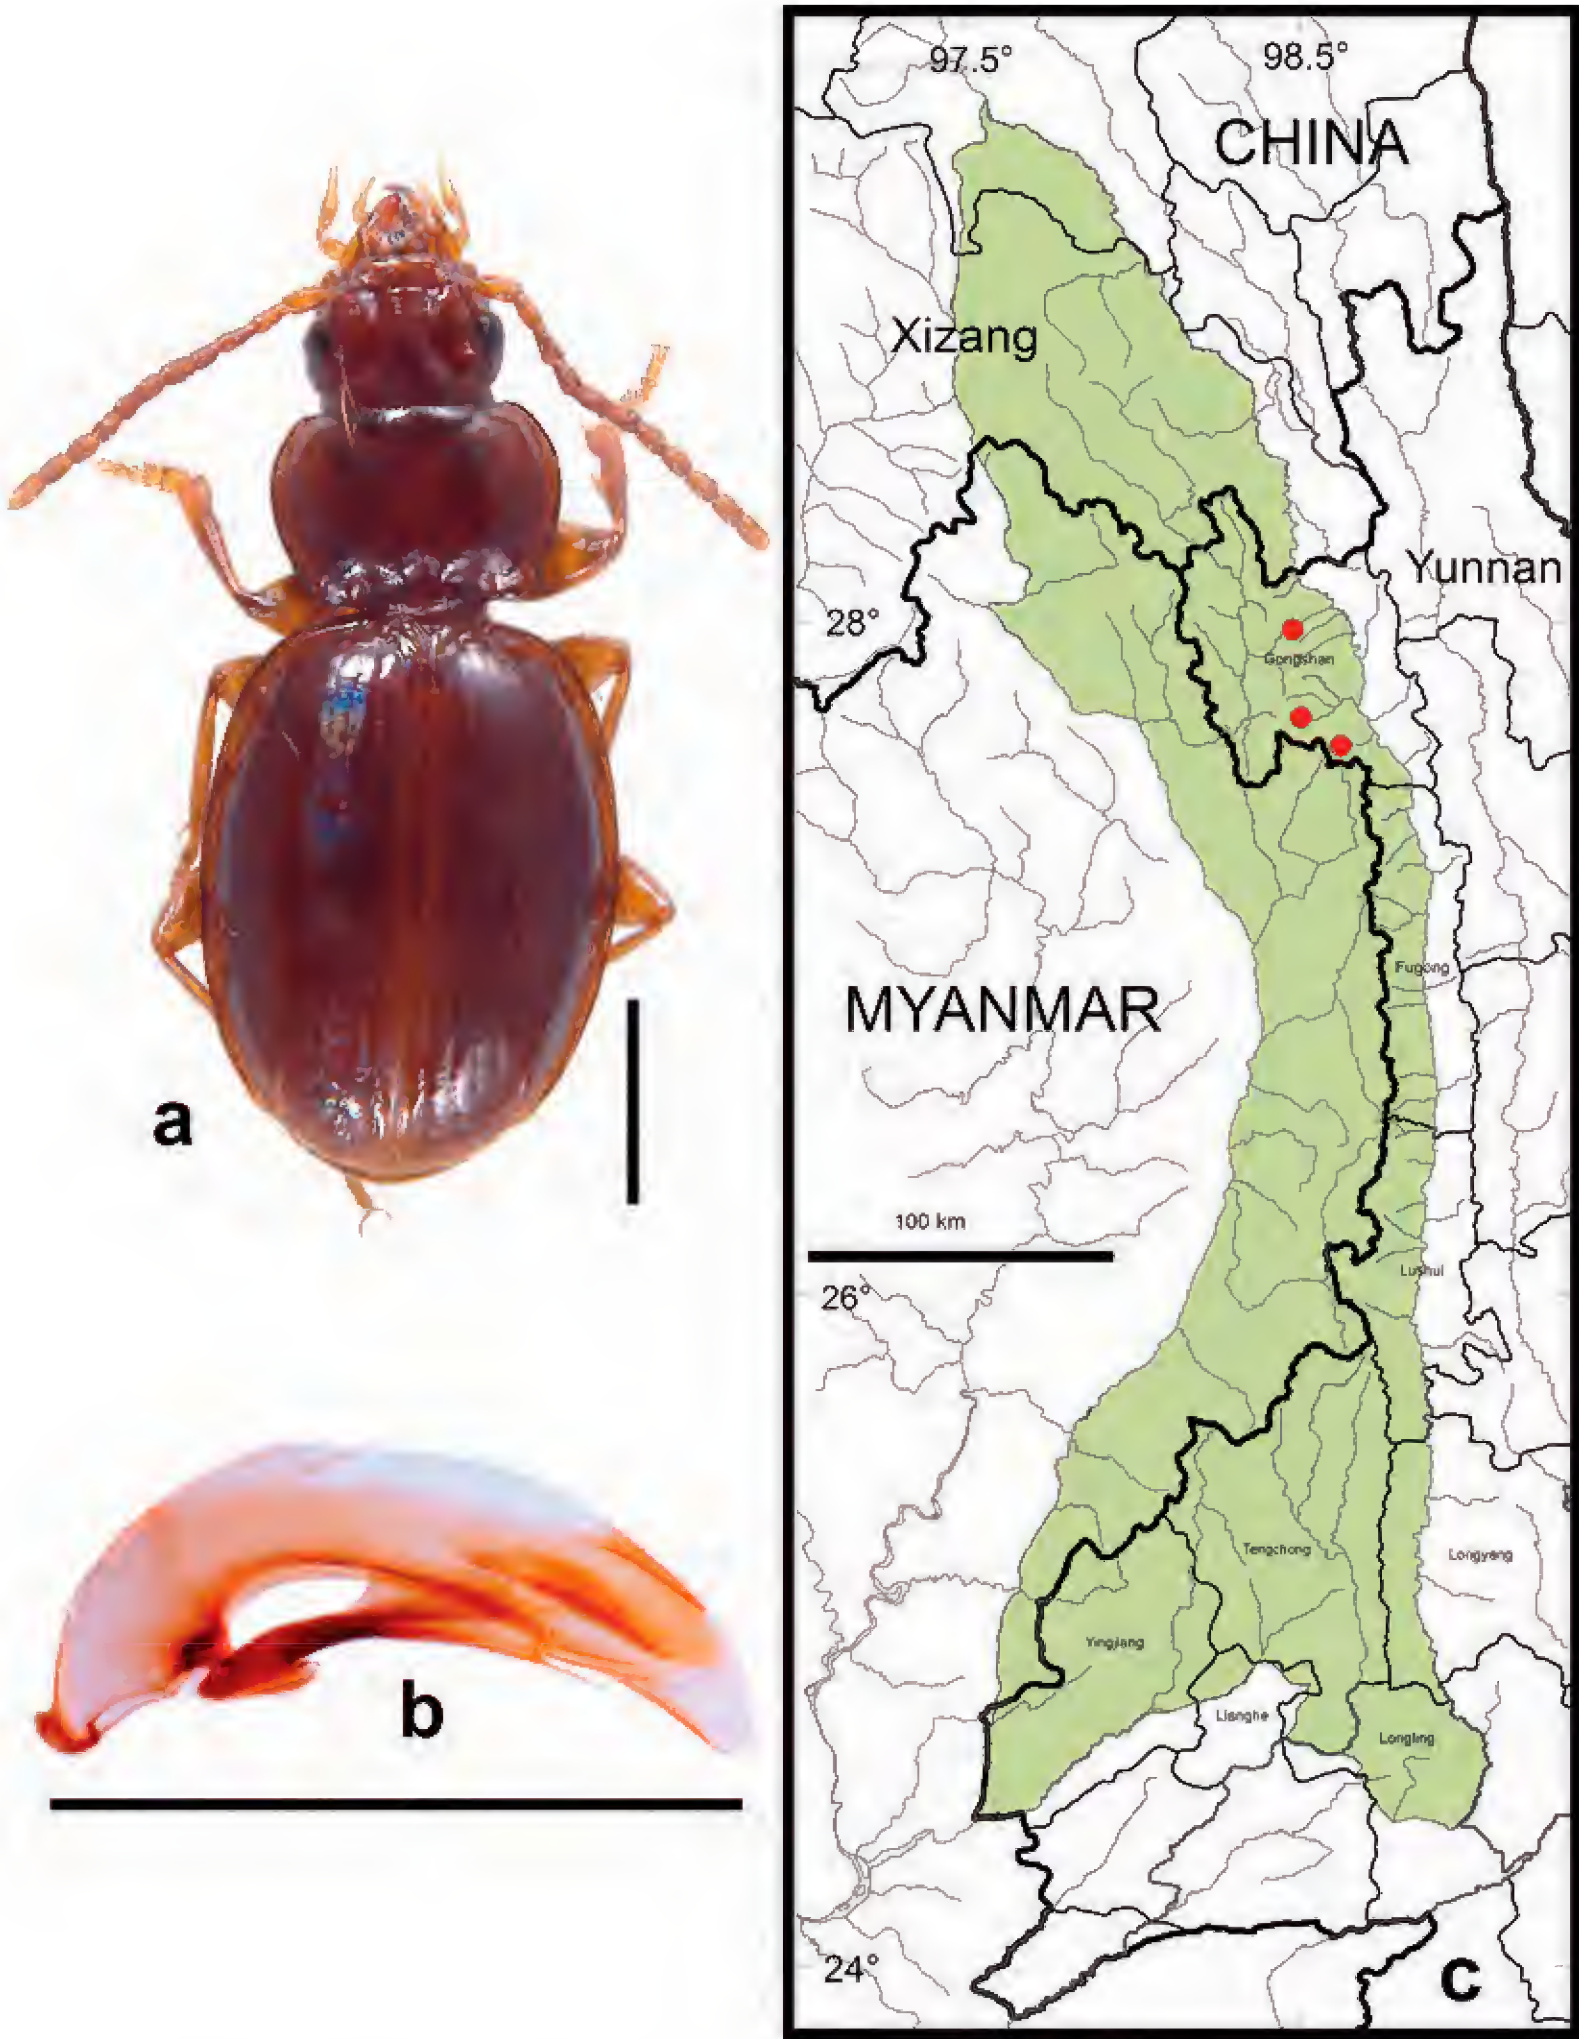 97.5°
98.5°
CHINA
Xizang
Yunnan
28°
Gongshan
Fugong
MYANMAR
a
100 km
Lushui
26°
Tengchong
Longyang
Yingjiang
b
Lianghe
Longling
24°
c